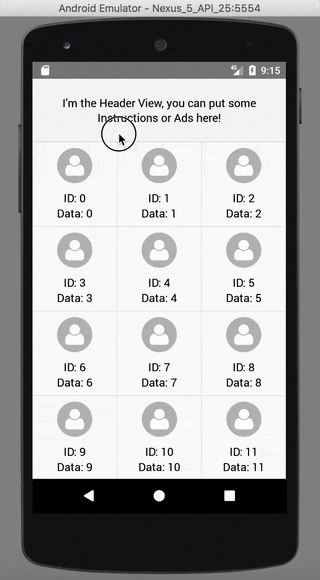 Android Emulator - Nexus_5_API_25:5554
4G 9:15
I'm the Header View, you can put some
Instructions or Ads here!
ID: 0 ID: 1 ID: 2
Data: 0 Data: 1 Data: 2
ID: 3 ID: 4 ID: 5
Data: 3 Data: 4 Data: 5
ID: 6 ID: 7 ID: 8
Data: 6 Data: 7 Data: 8
ID: 9 ID: 10 ID: 11
Data: 9 Data: 10 Data: 11